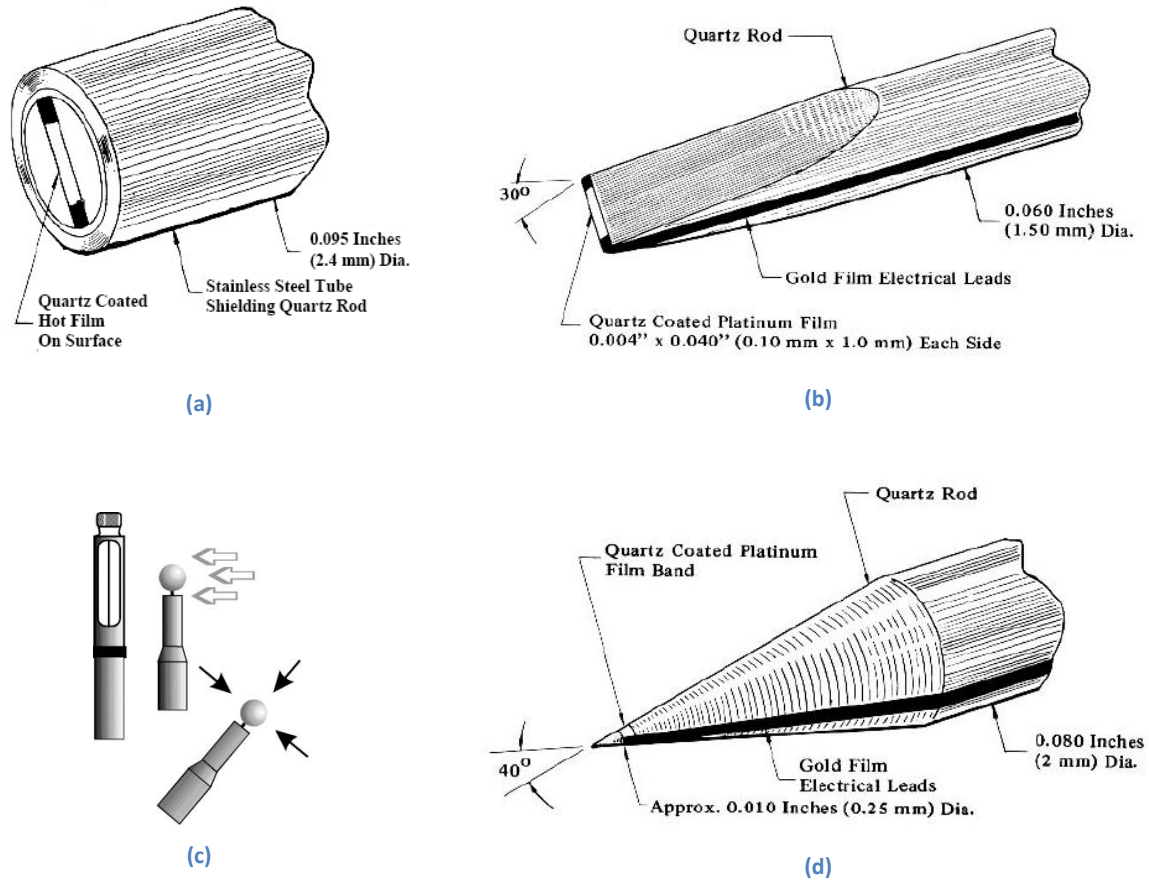 0.095 Inches
(2.4 mm) Dia.
Stainless Steel Tube
Shielding Quartz Rod
Quartz Coated
Hot Film
On Surface
(a)
Quartz Rod
30°
0.060 Inches
(1.50 mm) Dia.
Gold Film Electrical Leads
Quartz Coated Platinum Film
0.004” x 0.040” (0.10 mm x 1.0 mm) Each Side
(b)
(c)
Quartz Rod
Quartz Coated Platinum
Film Band
40°
0.080 Inches
(2 mm) Dia.
Gold Film
Electrical Leads
Approx. 0.010 Inches (0.25 mm) Dia.
(d)